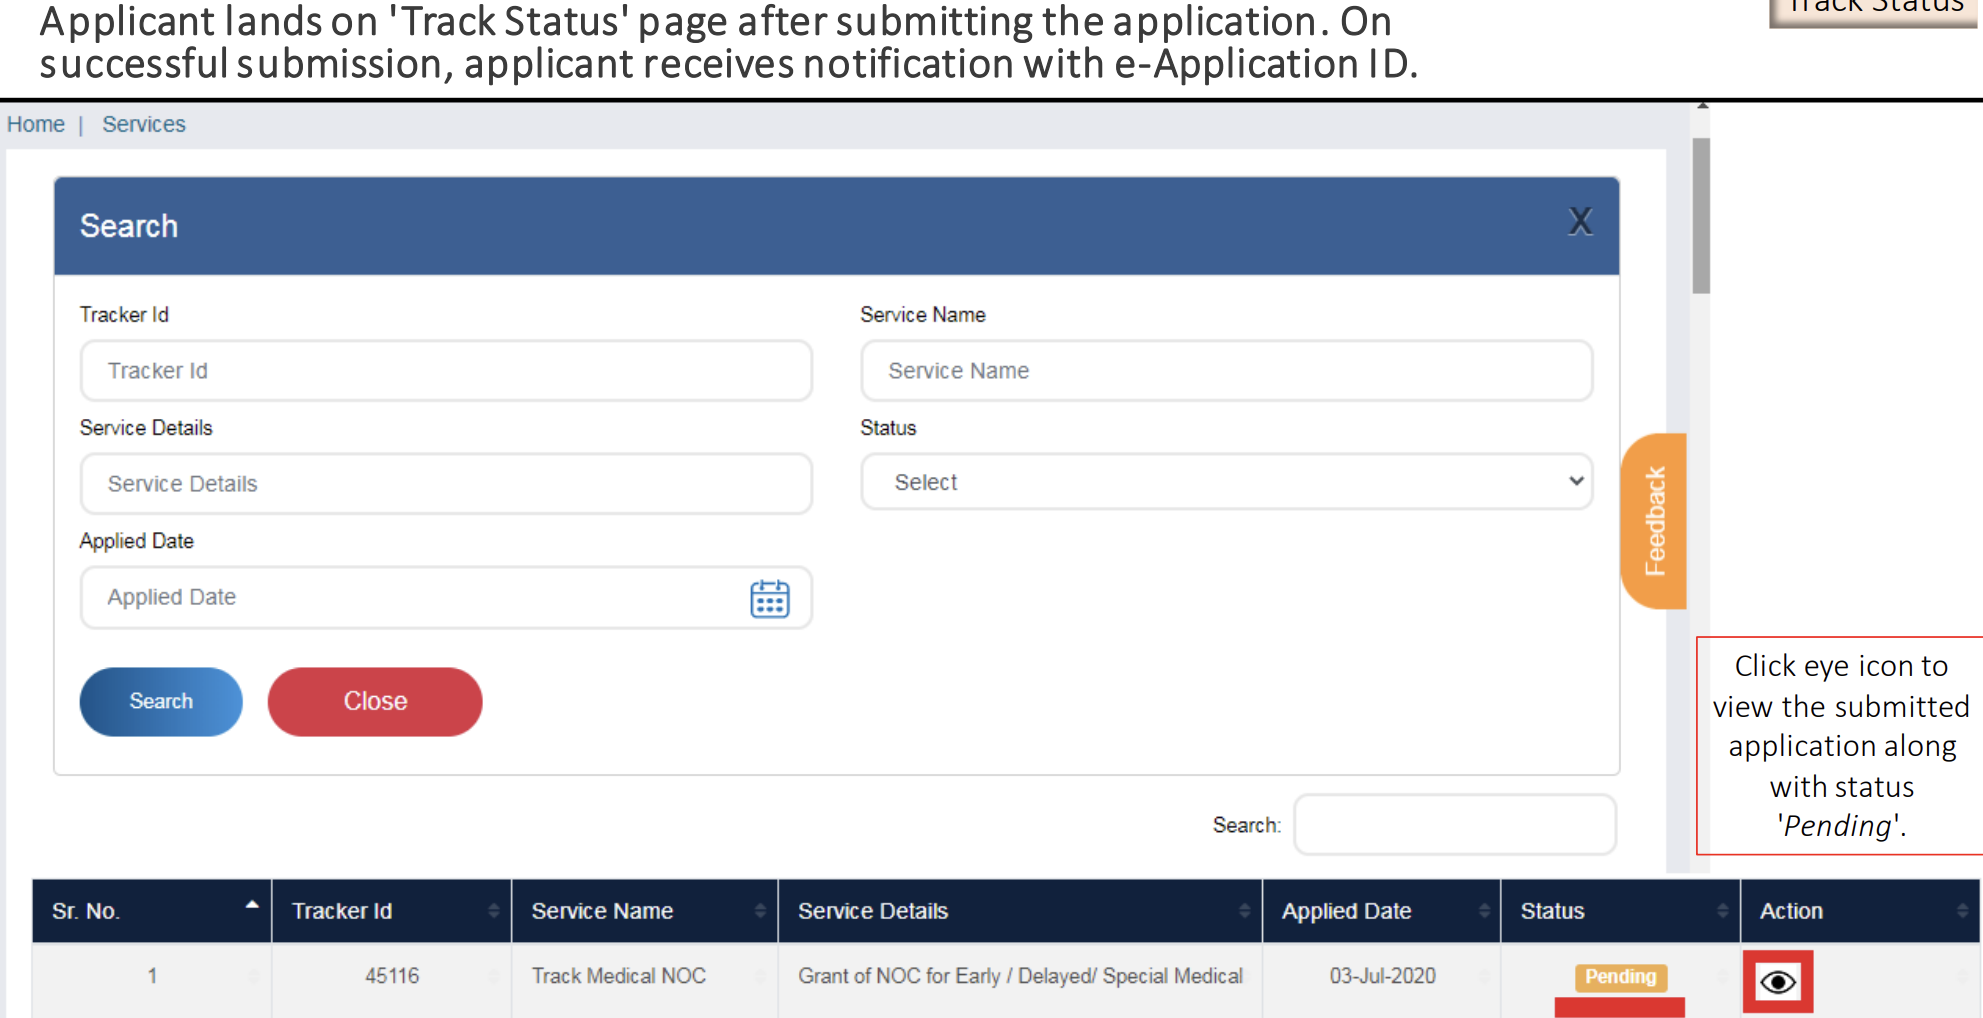 Applicant lands on 'Track Status' page after submitting the application. On
successful submission, applicant receives notification with e-Application ID.
Track Status
Home | Services
Search X
Tracker Id
Tracker Id
Service Name
Service Name
Service Details
Service Details
Status
Select
Applied Date
Applied Date
Search Close
Feedback
Click eye icon to
view the submitted
application along
with status
'Pending'.
Search:
Sr. No. Tracker Id Service Name Service Details Applied Date Status Action
1 45116 Track Medical NOC Grant of NOC for Early / Delayed/ Special Medical 03-Jul-2020 Pending